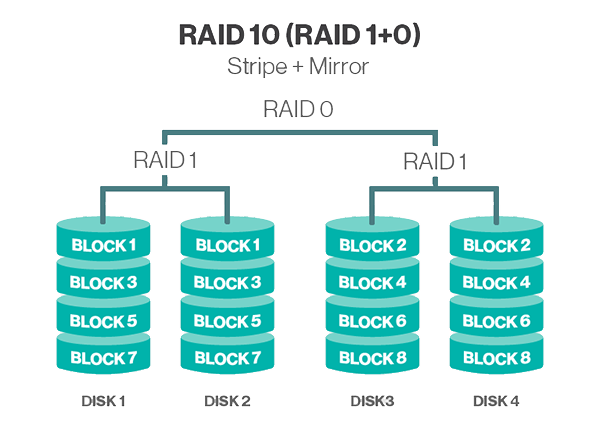 RAID 10 (RAID 1+0)
Stripe + Mirror
RAID 0
RAID 1 RAID 1
BLOCK 1 BLOCK 1 BLOCK 2 BLOCK 2
BLOCK 3 BLOCK 3 BLOCK 4 BLOCK 4
BLOCK 5 BLOCK 5 BLOCK 6 BLOCK 6
BLOCK 7 BLOCK 7 BLOCK 8 BLOCK 8
DISK 1 DISK 2 DISK3 DISK 4